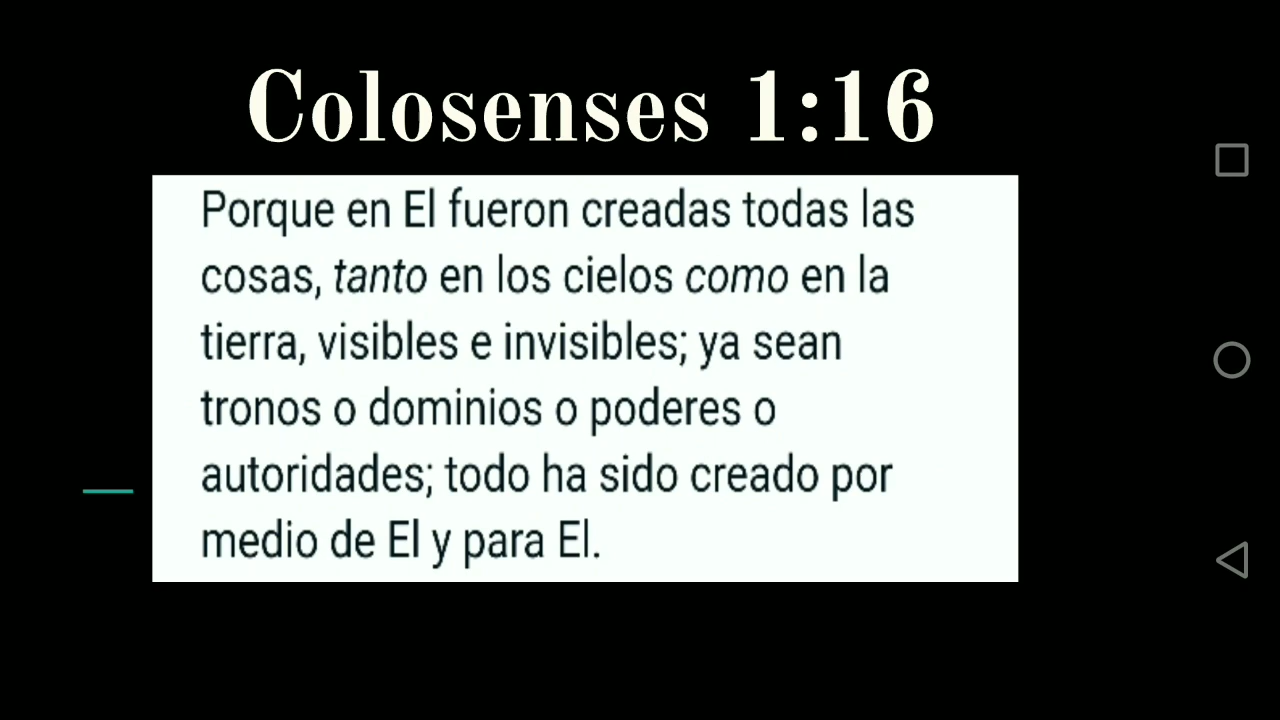 Colosenses 1:16
Porque en El fueron creadas todas las
cosas, tanto en los cielos como en la
tierra, visibles e invisibles; ya sean
tronos o dominios o poderes o
autoridades; todo ha sido creado por
medio de El y para El.